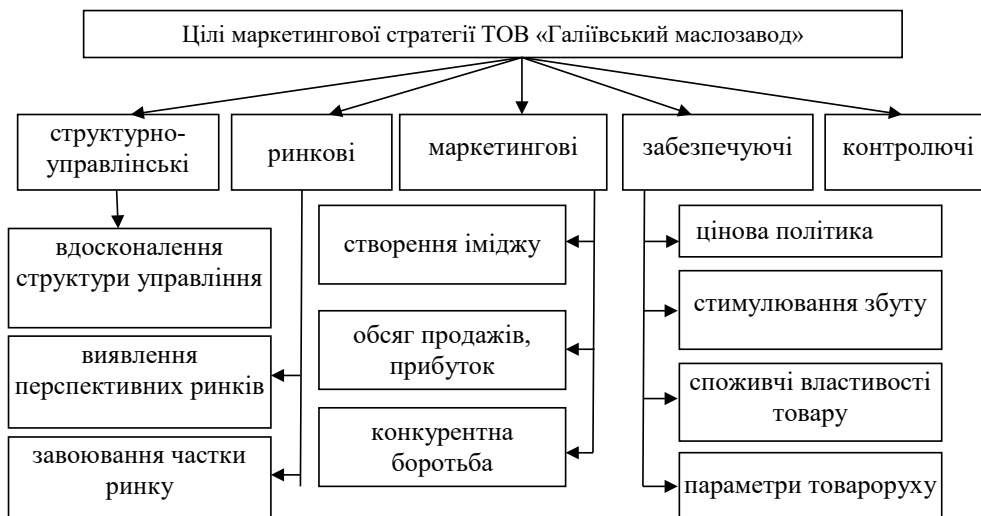 Цілі маркетингової стратегії ТОВ «Галіївський маслозавод»
структурно-
управлінські
ринкові
маркетингові
забезпечуючі
контролючі
вдосконалення
структури управління
виявлення
перспективних ринків
завоювання частки
ринку
створення іміджу
обсяг продажів,
прибуток
конкурентна
боротьба
цінова політика
стимулювання збуту
споживчі властивості
товару
параметри товароруху